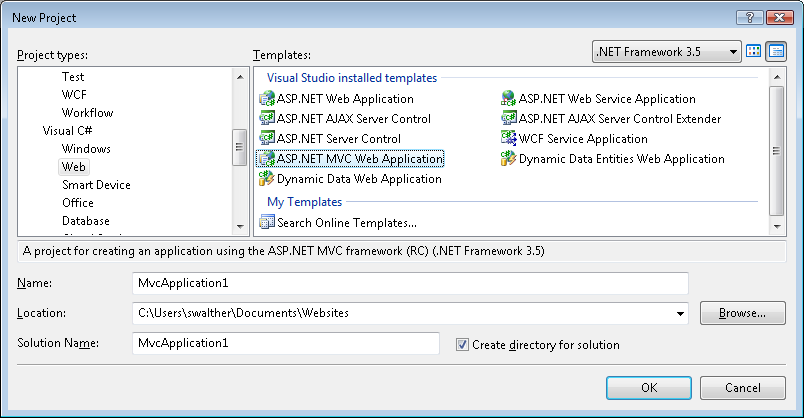 New Project
Project types:
Templates:
.NET Framework 3.5
Test
WCF
Workflow
Visual C#
Windows
Web
Smart Device
Office
Database
Visual Studio installed templates
ASP.NET Web Application
ASP.NET Web Service Application
ASP.NET AJAX Server Control
ASP.NET AJAX Server Control Extender
ASP.NET Server Control
WCF Service Application
ASP.NET MVC Web Application
Dynamic Data Entities Web Application
Dynamic Data Web Application
My Templates
Search Online Templates...
A project for creating an application using the ASP.NET MVC framework (RC) (.NET Framework 3.5)
Name:
MvcApplication1
Location:
C:\Users\swalther\Documents\Websites
Browse...
Solution Name:
MvcApplication1
Create directory for solution
OK
Cancel